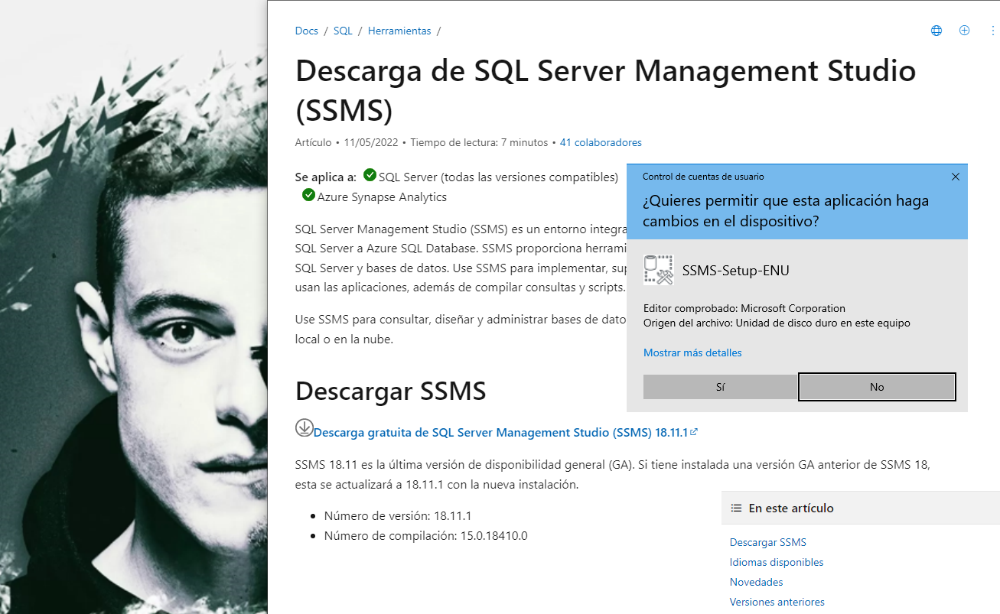 Docs / SQL / Herramientas /
Descarga de SQL Server Management Studio
(SSMS)
Artículo • 11/05/2022 • Tiempo de lectura: 7 minutos • 41 colaboradores
Se aplica a: SQL Server (todas las versiones compatibles)
Azure Synapse Analytics
SQL Server Management Studio (SSMS) es un entorno integra
SQL Server a Azure SQL Database. SSMS proporciona herrami
SQL Server y bases de datos. Use SSMS para implementar, sup
usan las aplicaciones, además de compilar consultas y scripts.
Use SSMS para consultar, diseñar y administrar bases de dato
local o en la nube.
Control de cuentas de usuario
¿Quieres permitir que esta aplicación haga
cambios en el dispositivo?
SSMS-Setup-ENU
Editor comprobado: Microsoft Corporation
Origen del archivo: Unidad de disco duro en este equipo
Mostrar más detalles
Sí No
Descargar SSMS
Descarga gratuita de SQL Server Management Studio (SSMS) 18.11.1
SSMS 18.11 es la última versión de disponibilidad general (GA). Si tiene instalada una versión GA anterior de SSMS 18,
esta se actualizará a 18.11.1 con la nueva instalación.
• Número de versión: 18.11.1
• Número de compilación: 15.0.18410.0
En este artículo
Descargar SSMS
Idiomas disponibles
Novedades
Versiones anteriores